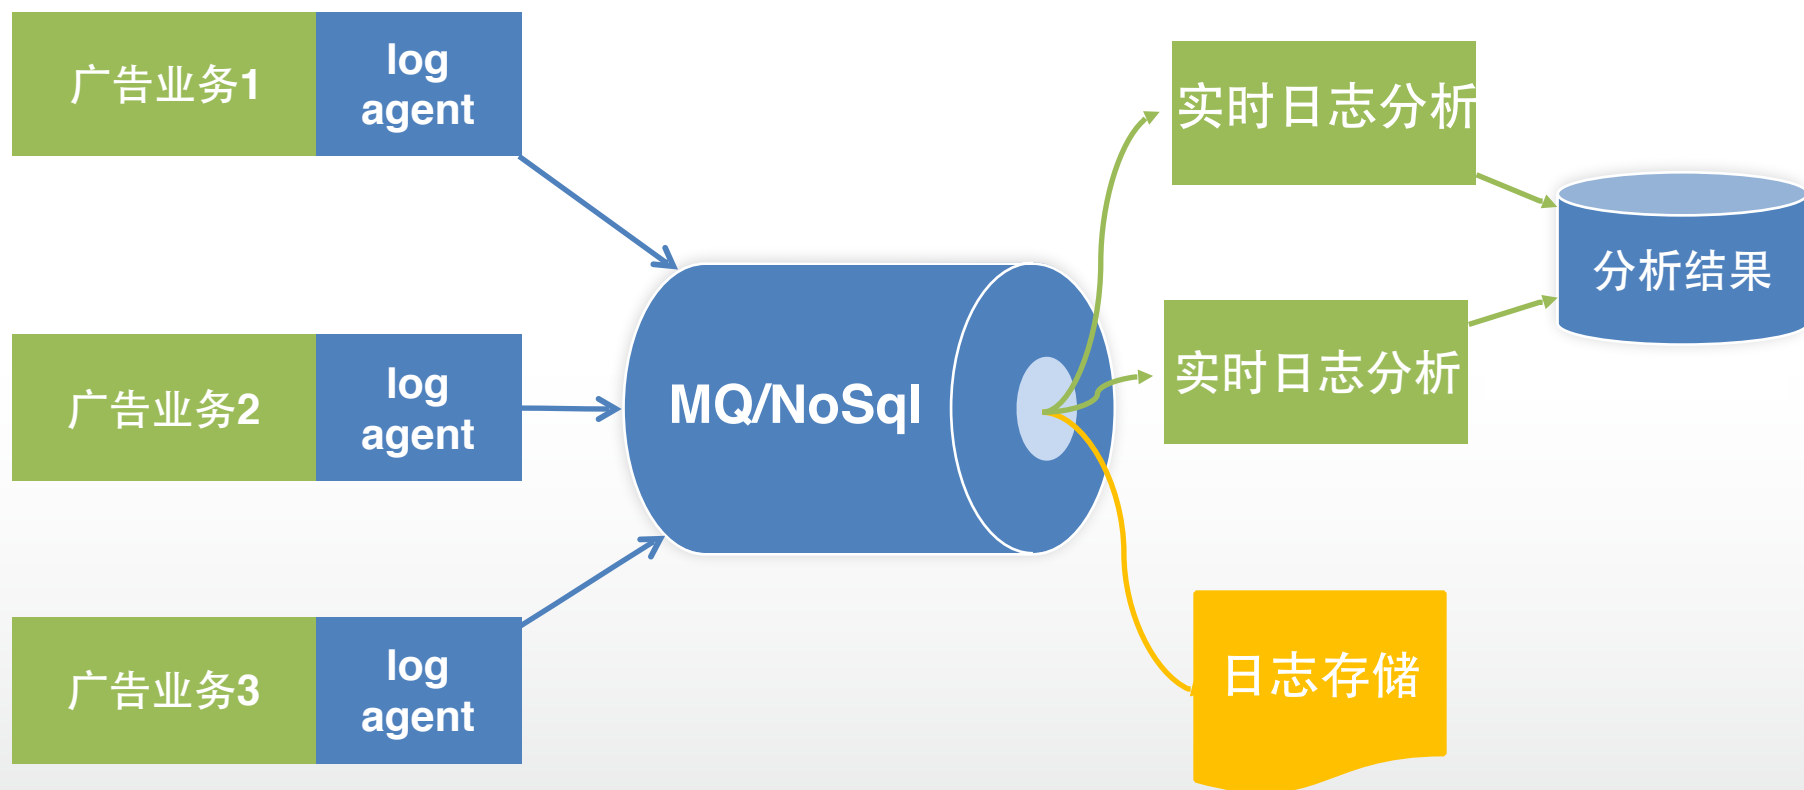 广告业务1
log
agent
广告业务2
log
agent
广告业务3
log
agent
MQ/NoSql
实时日志分析
实时日志分析
分析结果
日志存储